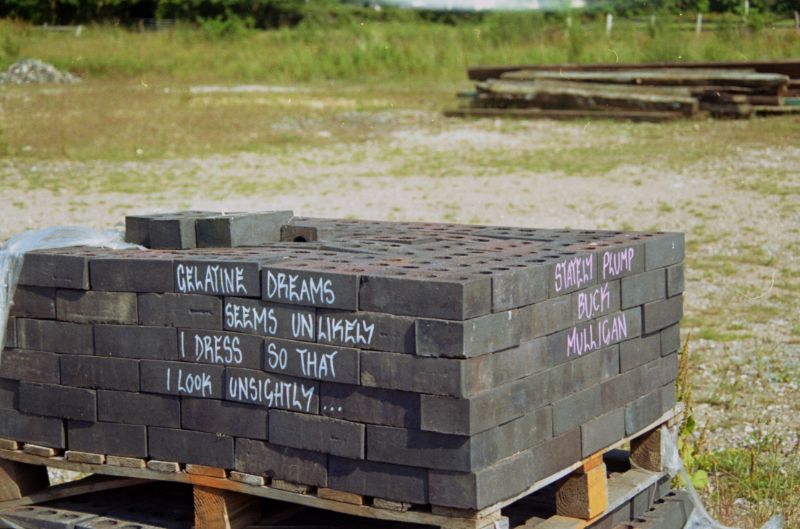 GELATINE DREAMS
SEEMS UNLIKELY
I DRESS SO THAT
I LOOK UNSIGHTLY...
STATELY PLUMP
BUCK
MULLIGAN